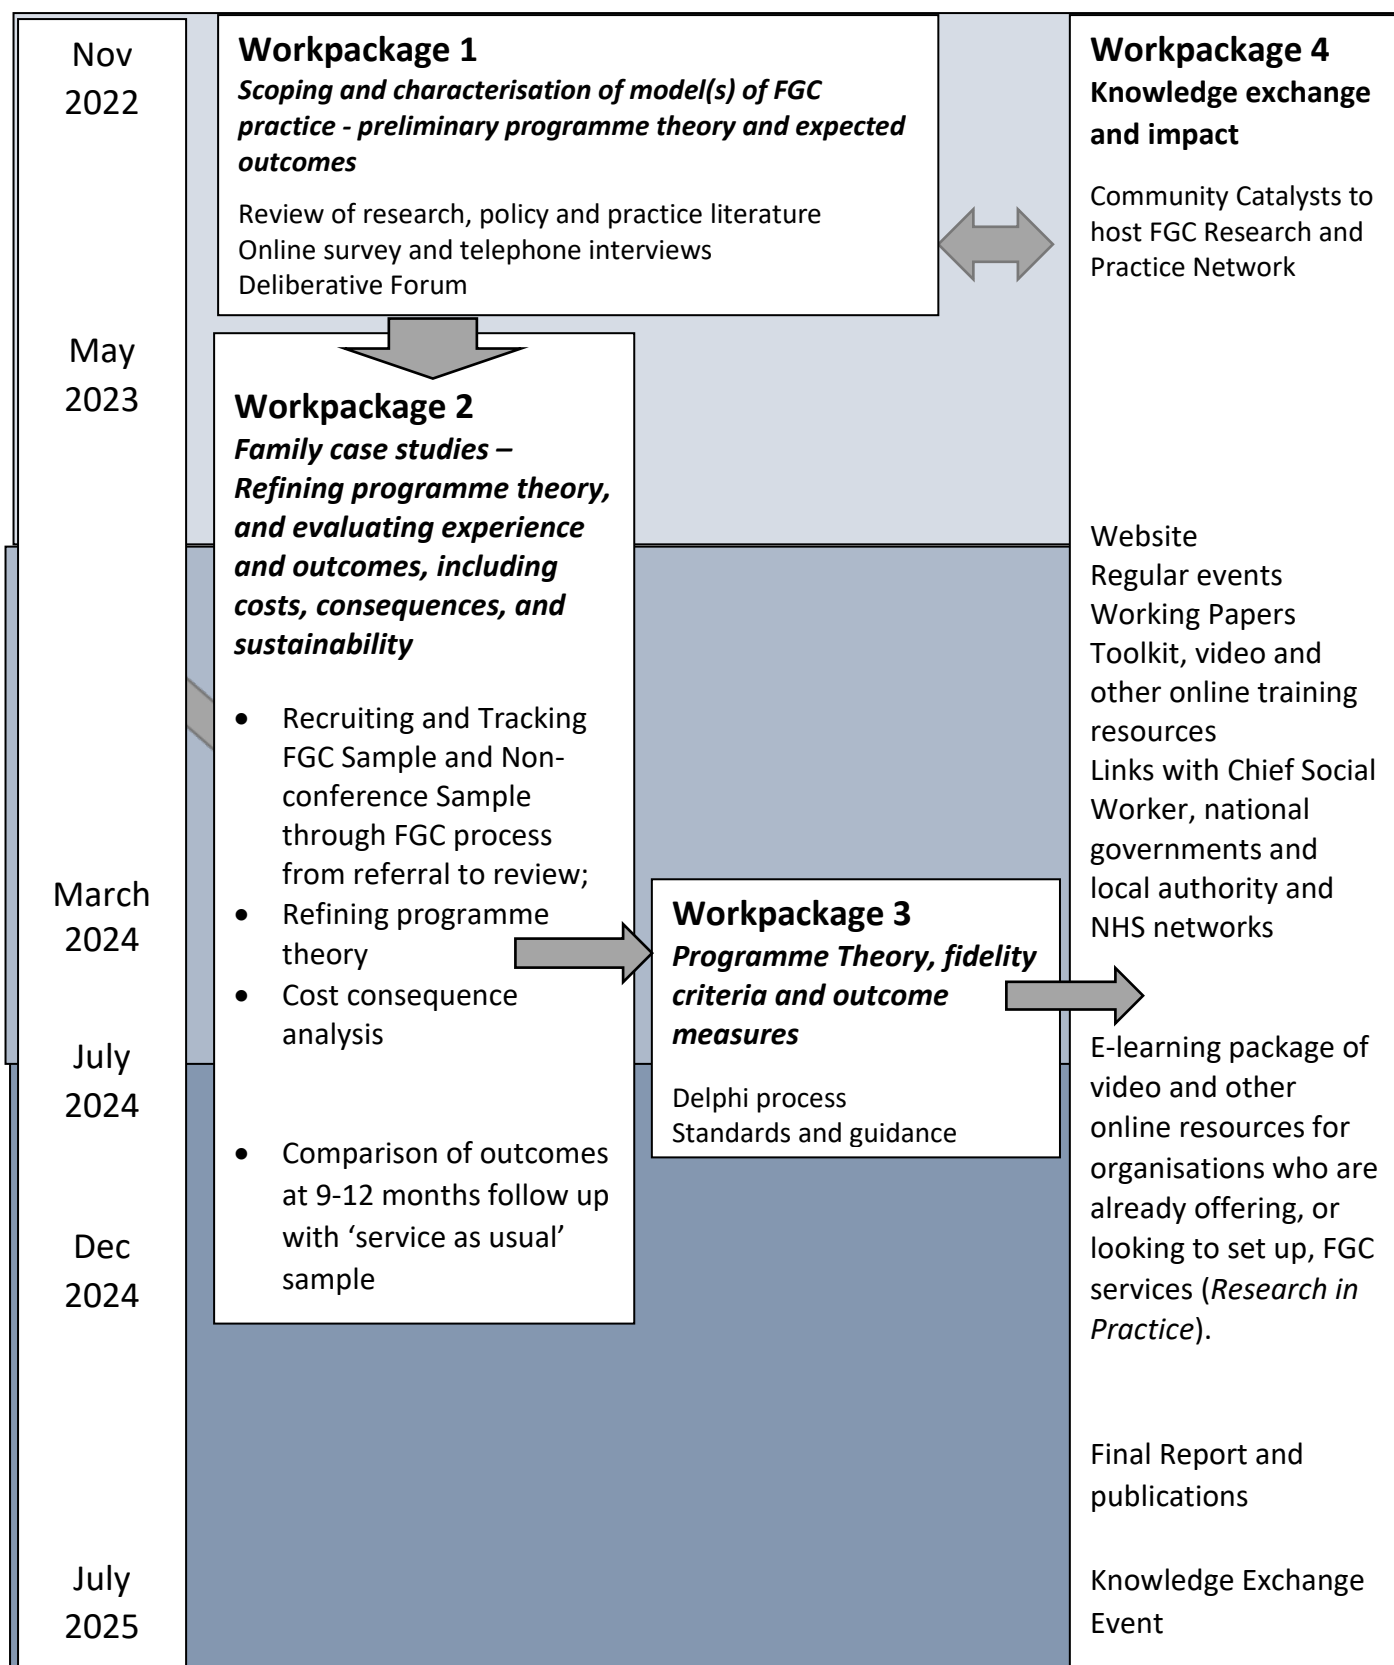 Nov
2022
May
2023
March
2024
July
2024
Dec
2024
July
2025
Workpackage 1
Scoping and characterisation of model(s) of FGC
practice - preliminary programme theory and expected
outcomes
Review of research, policy and practice literature
Online survey and telephone interviews
Deliberative Forum
Workpackage 2
Family case studies –
Refining programme theory,
and evaluating experience
and outcomes, including
costs, consequences, and
sustainability
• Recruiting and Tracking
FGC Sample and Non-
conference Sample
through FGC process
from referral to review;
• Refining programme
theory
• Cost consequence
analysis
• Comparison of outcomes
at 9-12 months follow up
with ‘service as usual’
sample
Workpackage 3
Programme Theory, fidelity
criteria and outcome
measures
Delphi process
Standards and guidance
Workpackage 4
Knowledge exchange
and impact
Community Catalysts to
host FGC Research and
Practice Network
Website
Regular events
Working Papers
Toolkit, video and
other online training
resources
Links with Chief Social
Worker, national
governments and
local authority and
NHS networks
E-learning package of
video and other
online resources for
organisations who are
already offering, or
looking to set up, FGC
services (Research in
Practice).
Final Report and
publications
Knowledge Exchange
Event